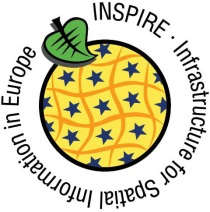 INSPIRE · Infrastructure for Spatial Information in Europe